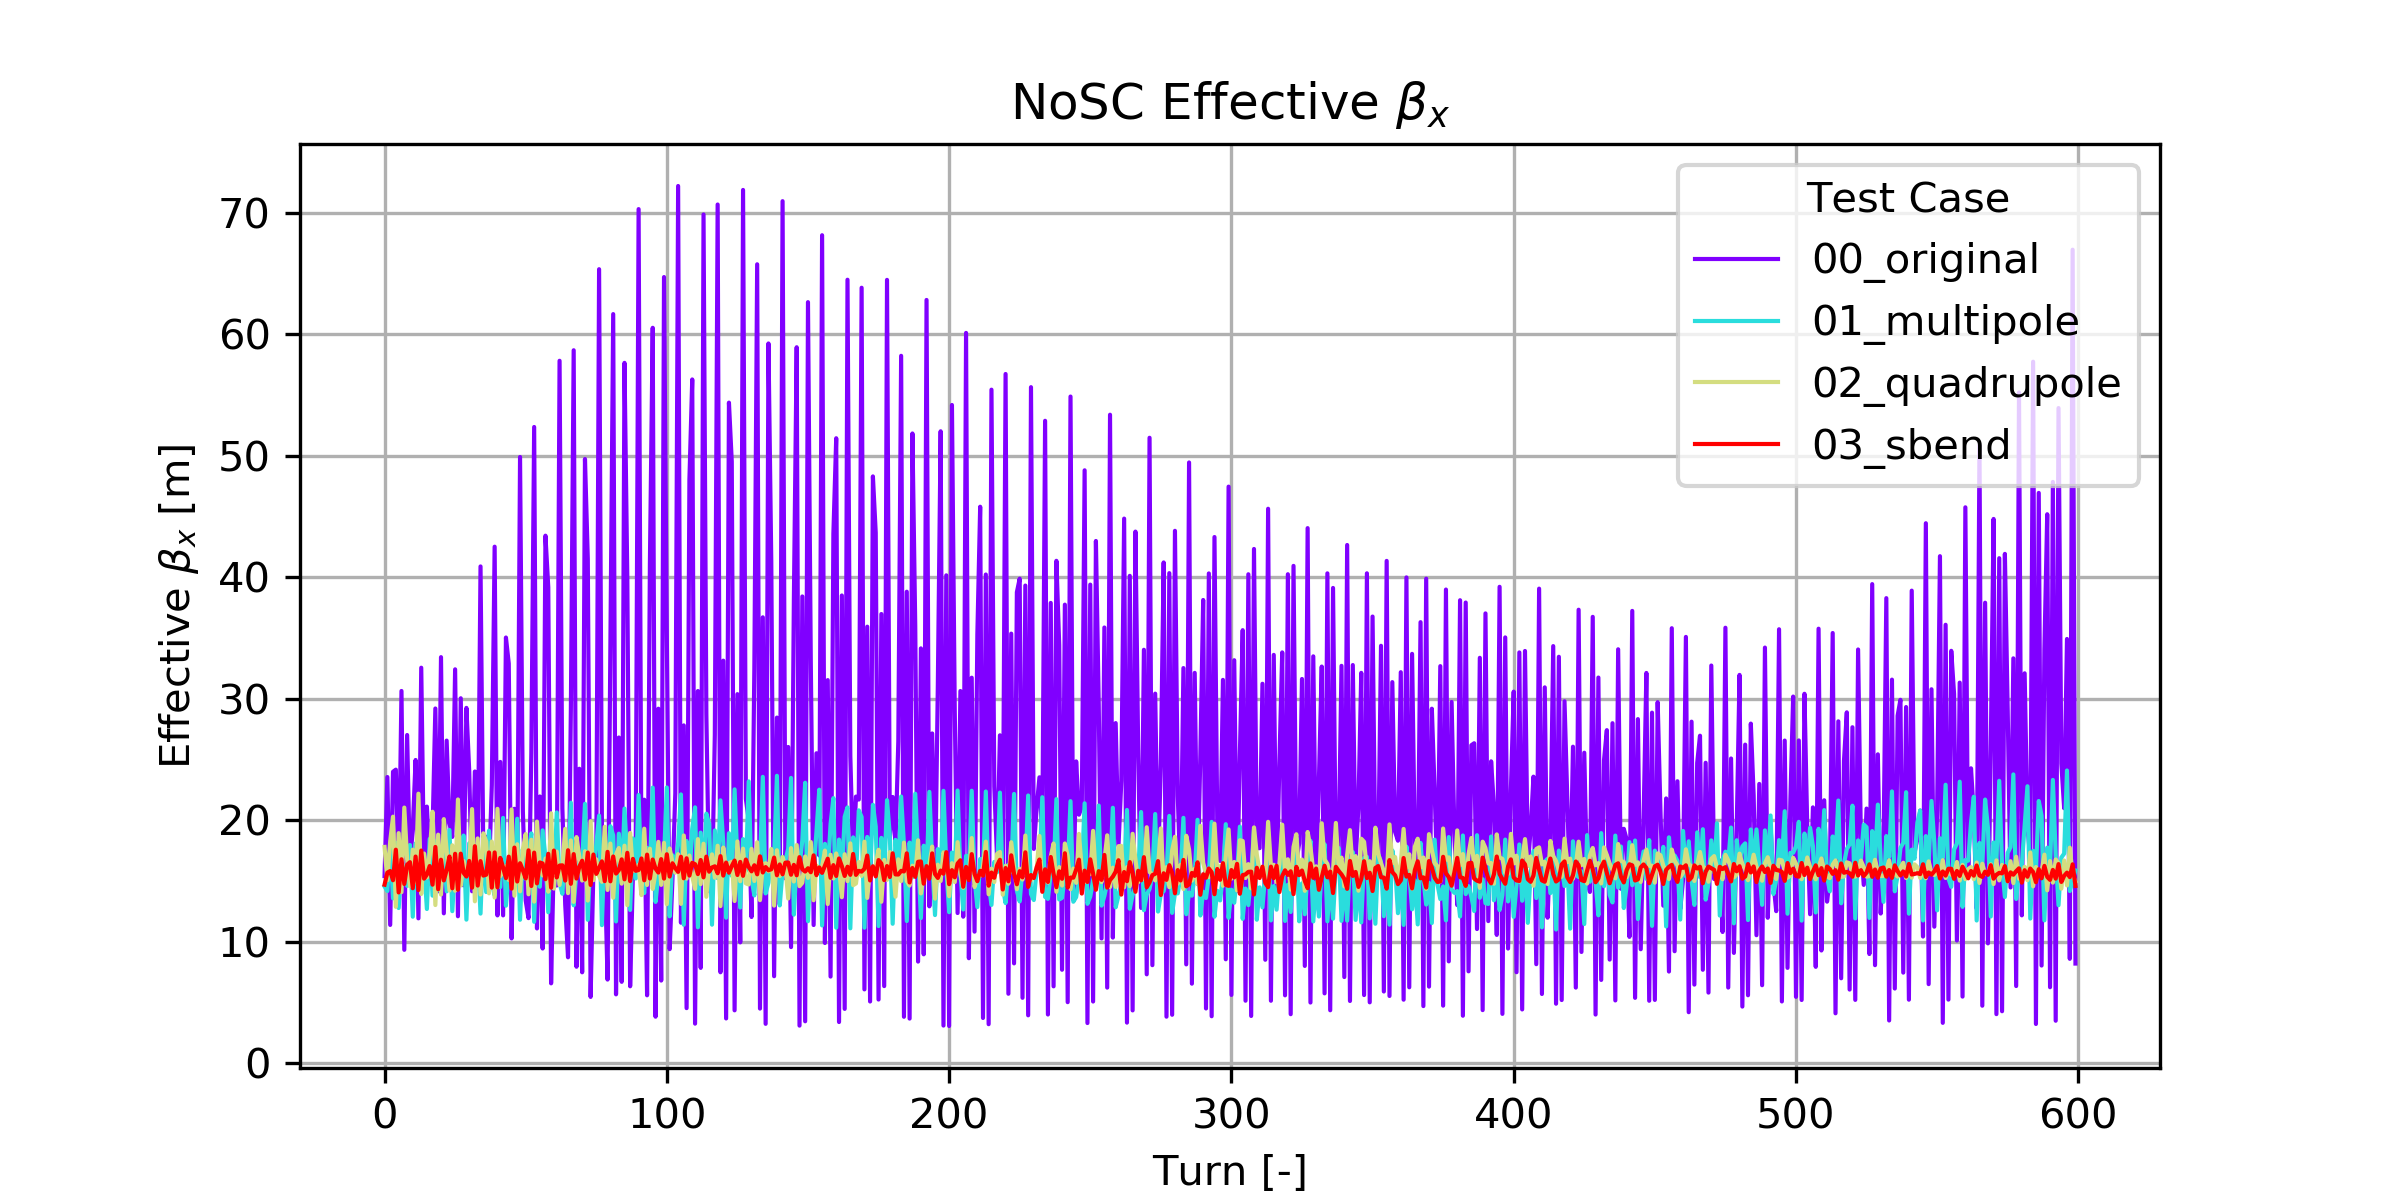 NoSC Effective βx
Effective βx [m]
70
60
50
40
30
20
10
0
0 100 200 300 400 500 600
Turn [-]
Test Case
00_original
01_multipole
02_quadrupole
03_sbend